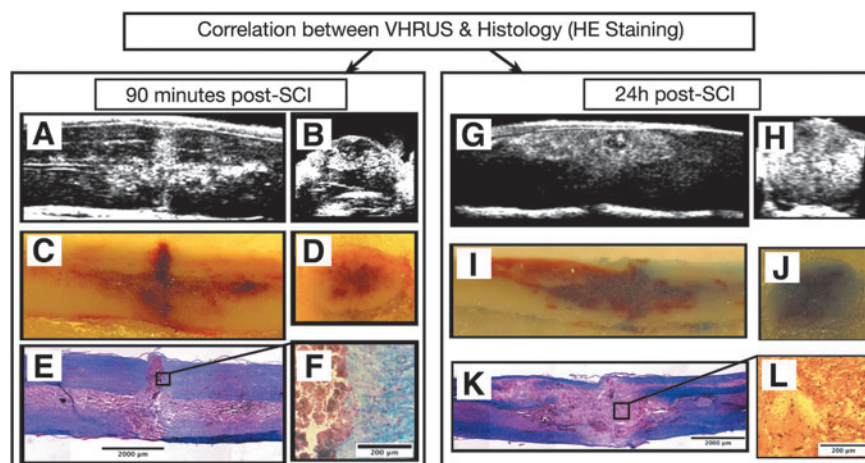 Correlation between VHRUS & Histology (HE Staining)
90 minutes post-SCI
24h post-SCI
A
B
G
H
C
D
I
J
E
F
K
L
2000 µm
200 µm
2000 µm
200 µm